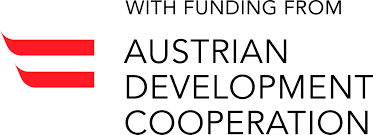 WITH FUNDING FROM
AUSTRIAN
DEVELOPMENT
COOPERATION